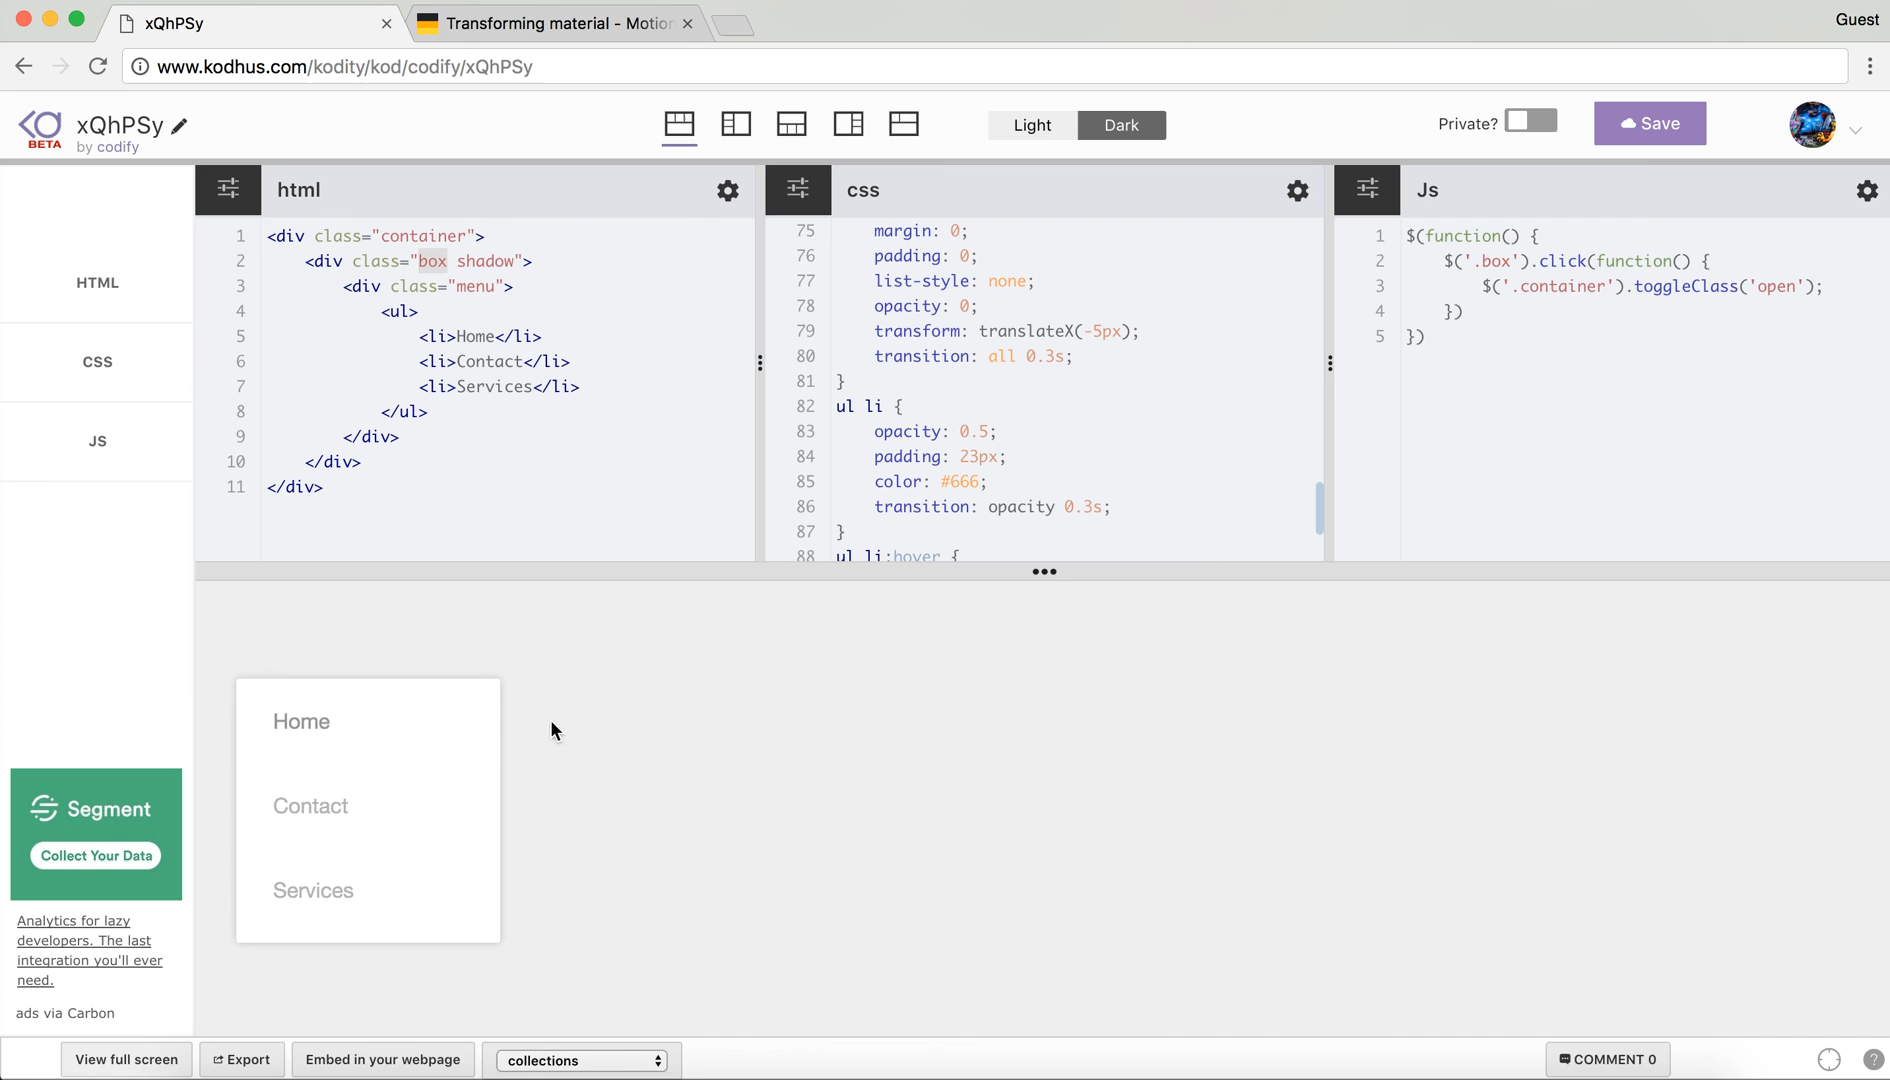 xQhPSy
Transforming material - Motion
Guest
www.kodhus.com/kodity/kod/codify/xQhPSy
BETA
xQhPSy
by codify
Light
Dark
Private?
Save
HTML
CSS
JS
html
1 <div class="container">
2 <div class="box shadow">
3 <div class="menu">
4 <ul>
5 <li>Home</li>
6 <li>Contact</li>
7 <li>Services</li>
8 </ul>
9 </div>
10 </div>
11 </div>
css
75 margin: 0;
76 padding: 0;
77 list-style: none;
78 opacity: 0;
79 transform: translateX(-5px);
80 transition: all 0.3s;
81 }
82 ul li {
83 opacity: 0.5;
84 padding: 23px;
85 color: #666;
86 transition: opacity 0.3s;
87 }
88 ul li:hover {
Js
1 $(function() {
2 $('.box').click(function() {
3 $('.container').toggleClass('open');
4 })
5 })
Home
Contact
Services
Segment
Collect Your Data
Analytics for lazy
developers. The last
integration you'll ever
need.
ads via Carbon
View full screen
Export
Embed in your webpage
collections
COMMENT 0
?